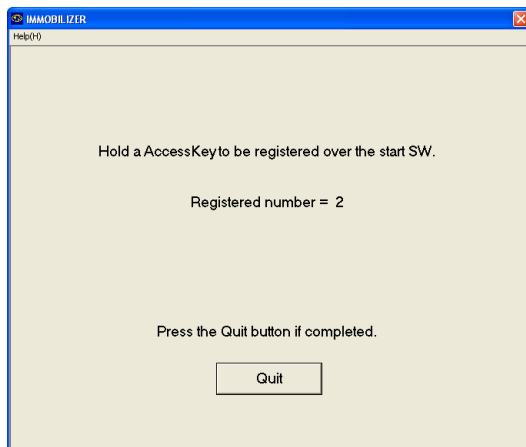 IMMOBILIZER
Help(H)
Hold a AccessKey to be registered over the start SW.
Registered number = 2
Press the Quit button if completed.
Quit